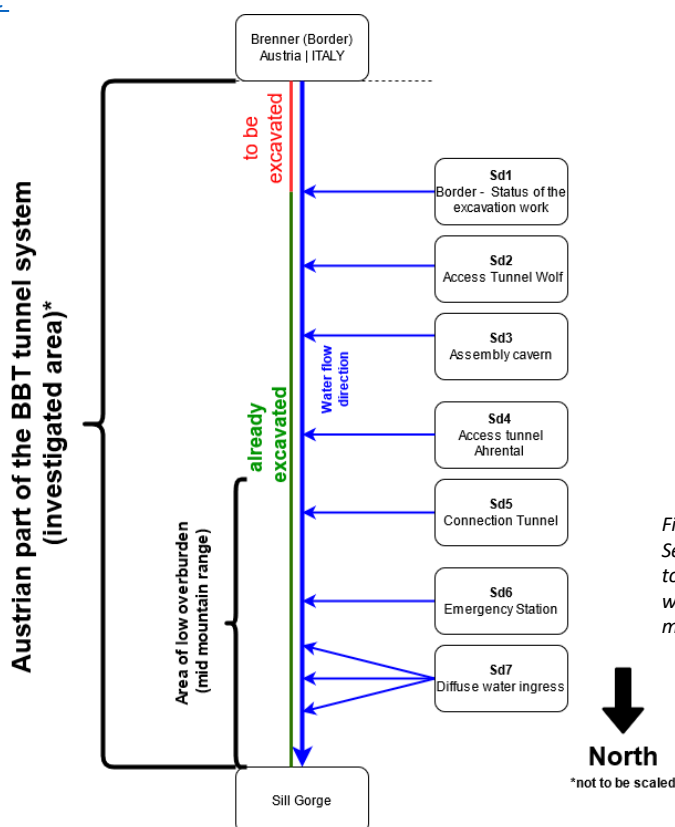 Brenner (Border)
Austria | ITALY
to be
excavated
Sd1
Border - Status of the
excavation work
Sd2
Access Tunnel Wolf
Sd3
Assembly cavern
Water flow
direction
Austrian part of the BBT tunnel system
(investigated area)*
already
excavated
Sd4
Access tunnel
Ahrental
Sd5
Connection Tunnel
Area of low overburden
(mid mountain range)
Sd6
Emergency Station
Sd7
Diffuse water ingress
Sill Gorge
North
*not to be scaled